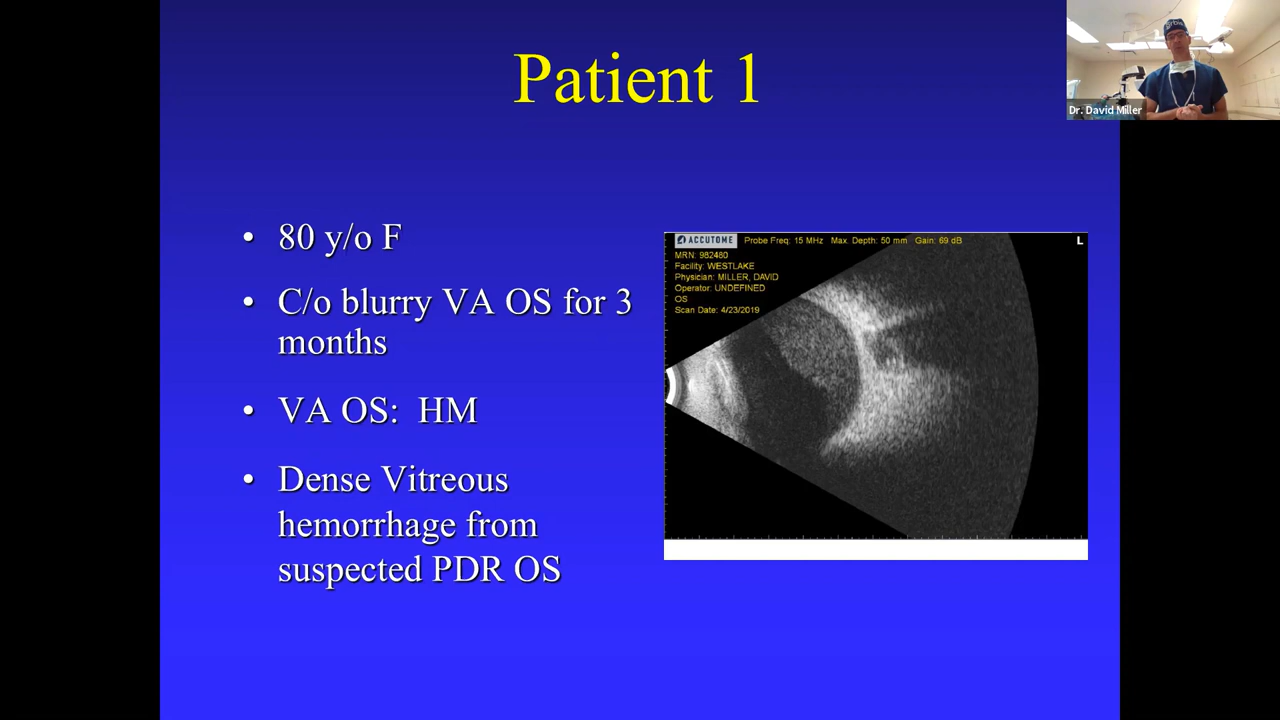 Patient 1
Dr. David Miller
• 80 y/o F
• C/o blurry VA OS for 3
months
• VA OS: HM
• Dense Vitreous
hemorrhage from
suspected PDR OS
ACCUTOME Probe Freq: 15 MHz Max. Depth: 50 mm Gain: 69 dB L
MRN: 982480
Facility: WESTLAKE
Physician: MILLER, DAVID
Operator: UNDEFINED
OS
Scan Date: 4/23/2019